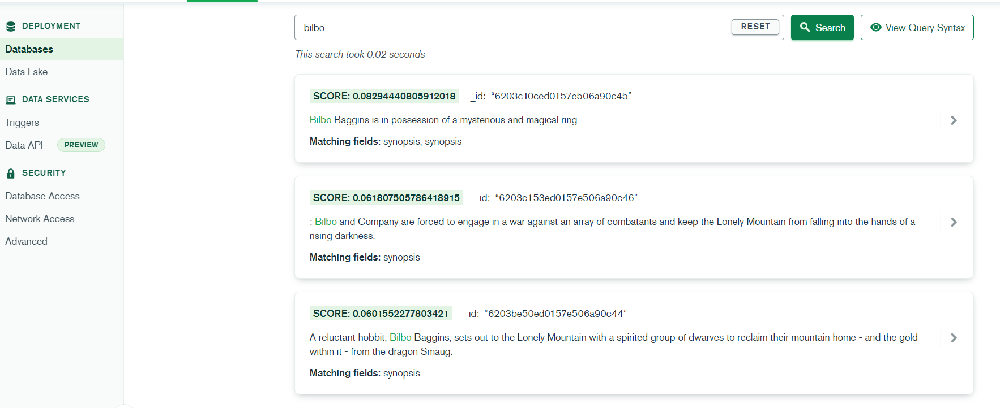 DEPLOYMENT
Databases
Data Lake
DATA SERVICES
Triggers
Data API PREVIEW
SECURITY
Database Access
Network Access
Advanced
bilbo RESET Search View Query Syntax
This search took 0.02 seconds
SCORE: 0.08294440805912018 _id: “6203c10ced0157e506a90c45”
Bilbo Baggins is in possession of a mysterious and magical ring
Matching fields: synopsis, synopsis
SCORE: 0.061807505786418915 _id: “6203c153ed0157e506a90c46”
: Bilbo and Company are forced to engage in a war against an array of combatants and keep the Lonely Mountain from falling into the hands of a
rising darkness.
Matching fields: synopsis
SCORE: 0.0601552277803421 _id: “6203be50ed0157e506a90c44”
A reluctant hobbit, Bilbo Baggins, sets out to the Lonely Mountain with a spirited group of dwarves to reclaim their mountain home - and the gold
within it - from the dragon Smaug.
Matching fields: synopsis